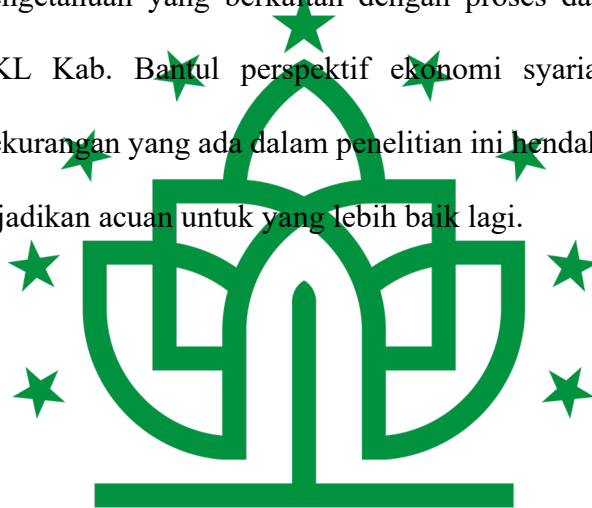 ngetahuan yang berkaitan dengan proses da
KL Kab. Bantul perspektif ekonomi syaria
ekurangan yang ada dalam penelitian ini hendal
jadikan acuan untuk yang lebih baik lagi.